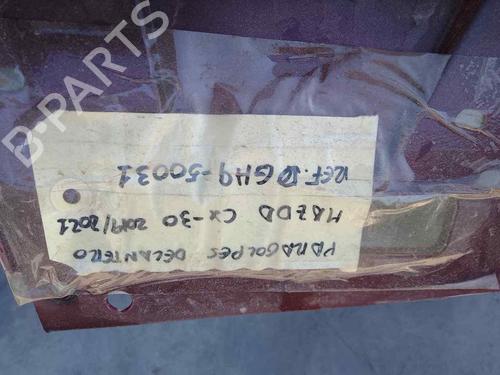 B-PARTS
PARAGOLPES DELANTERO
MAZDA CX-30 2019/2021
REF. DGH9-50031